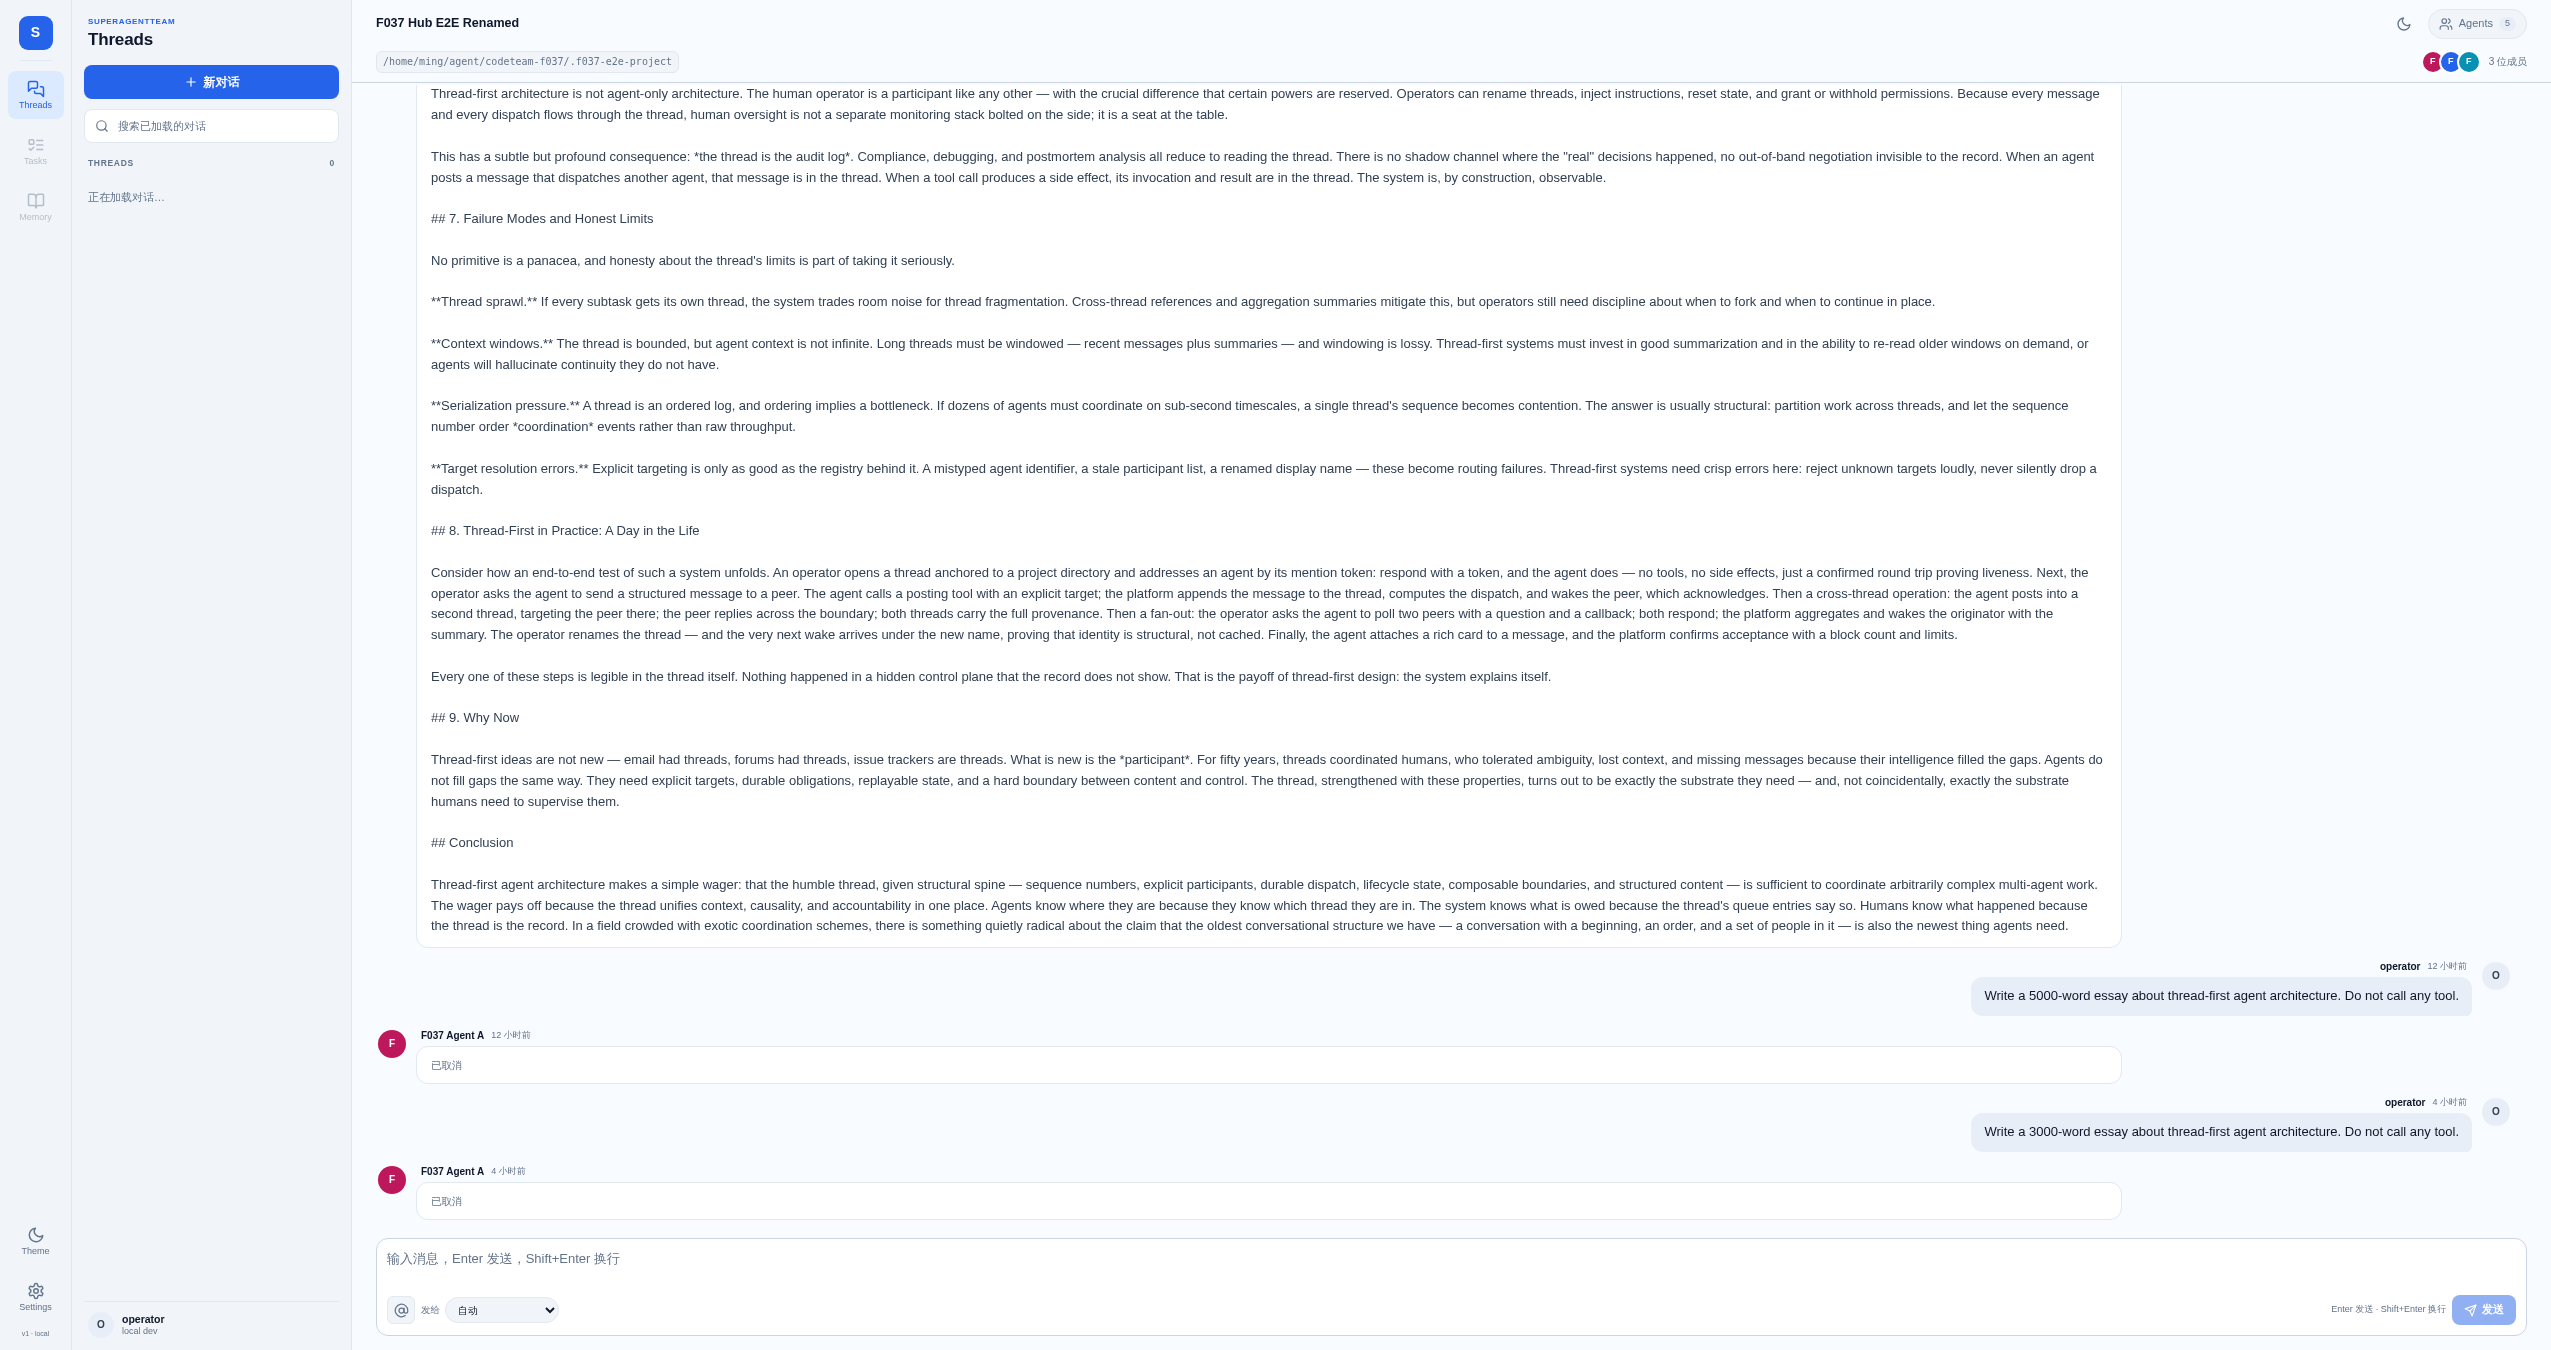 S
Threads
Tasks
Memory
Theme
Settings
v1 · local
SUPERAGENTTEAM
Threads
新对话
搜索已加载的对话
THREADS 0
正在加载对话…
O
operator
local dev
F037 Hub E2E Renamed
Agents 5
/home/ming/agent/codeteam-f037/.f037-e2e-project
F F F 3 位成员
Thread-first architecture is not agent-only architecture. The human operator is a participant like any other — with the crucial difference that certain powers are reserved. Operators can rename threads, inject instructions, reset state, and grant or withhold permissions. Because every message
and every dispatch flows through the thread, human oversight is not a separate monitoring stack bolted on the side; it is a seat at the table.
This has a subtle but profound consequence: *the thread is the audit log*. Compliance, debugging, and postmortem analysis all reduce to reading the thread. There is no shadow channel where the "real" decisions happened, no out-of-band negotiation invisible to the record. When an agent
posts a message that dispatches another agent, that message is in the thread. When a tool call produces a side effect, its invocation and result are in the thread. The system is, by construction, observable.
## 7. Failure Modes and Honest Limits
No primitive is a panacea, and honesty about the thread's limits is part of taking it seriously.
**Thread sprawl.** If every subtask gets its own thread, the system trades room noise for thread fragmentation. Cross-thread references and aggregation summaries mitigate this, but operators still need discipline about when to fork and when to continue in place.
**Context windows.** The thread is bounded, but agent context is not infinite. Long threads must be windowed — recent messages plus summaries — and windowing is lossy. Thread-first systems must invest in good summarization and in the ability to re-read older windows on demand, or
agents will hallucinate continuity they do not have.
**Serialization pressure.** A thread is an ordered log, and ordering implies a bottleneck. If dozens of agents must coordinate on sub-second timescales, a single thread's sequence becomes contention. The answer is usually structural: partition work across threads, and let the sequence
number order *coordination* events rather than raw throughput.
**Target resolution errors.** Explicit targeting is only as good as the registry behind it. A mistyped agent identifier, a stale participant list, a renamed display name — these become routing failures. Thread-first systems need crisp errors here: reject unknown targets loudly, never silently drop a
dispatch.
## 8. Thread-First in Practice: A Day in the Life
Consider how an end-to-end test of such a system unfolds. An operator opens a thread anchored to a project directory and addresses an agent by its mention token: respond with a token, and the agent does — no tools, no side effects, just a confirmed round trip proving liveness. Next, the
operator asks the agent to send a structured message to a peer. The agent calls a posting tool with an explicit target; the platform appends the message to the thread, computes the dispatch, and wakes the peer, which acknowledges. Then a cross-thread operation: the agent posts into a
second thread, targeting the peer there; the peer replies across the boundary; both threads carry the full provenance. Then a fan-out: the operator asks the agent to poll two peers with a question and a callback; both respond; the platform aggregates and wakes the originator with the
summary. The operator renames the thread — and the very next wake arrives under the new name, proving that identity is structural, not cached. Finally, the agent attaches a rich card to a message, and the platform confirms acceptance with a block count and limits.
Every one of these steps is legible in the thread itself. Nothing happened in a hidden control plane that the record does not show. That is the payoff of thread-first design: the system explains itself.
## 9. Why Now
Thread-first ideas are not new — email had threads, forums had threads, issue trackers are threads. What is new is the *participant*. For fifty years, threads coordinated humans, who tolerated ambiguity, lost context, and missing messages because their intelligence filled the gaps. Agents do
not fill gaps the same way. They need explicit targets, durable obligations, replayable state, and a hard boundary between content and control. The thread, strengthened with these properties, turns out to be exactly the substrate they need — and, not coincidentally, exactly the substrate
humans need to supervise them.
## Conclusion
Thread-first agent architecture makes a simple wager: that the humble thread, given structural spine — sequence numbers, explicit participants, durable dispatch, lifecycle state, composable boundaries, and structured content — is sufficient to coordinate arbitrarily complex multi-agent work.
The wager pays off because the thread unifies context, causality, and accountability in one place. Agents know where they are because they know which thread they are in. The system knows what is owed because the thread's queue entries say so. Humans know what happened because
the thread is the record. In a field crowded with exotic coordination schemes, there is something quietly radical about the claim that the oldest conversational structure we have — a conversation with a beginning, an order, and a set of people in it — is also the newest thing agents need.
operator 12 小时前
O
Write a 5000-word essay about thread-first agent architecture. Do not call any tool.
F
F037 Agent A 12 小时前
已取消
operator 4 小时前
O
Write a 3000-word essay about thread-first agent architecture. Do not call any tool.
F
F037 Agent A 4 小时前
已取消
输入消息，Enter 发送，Shift+Enter 换行
发给 自动
Enter 发送 · Shift+Enter 换行
发送